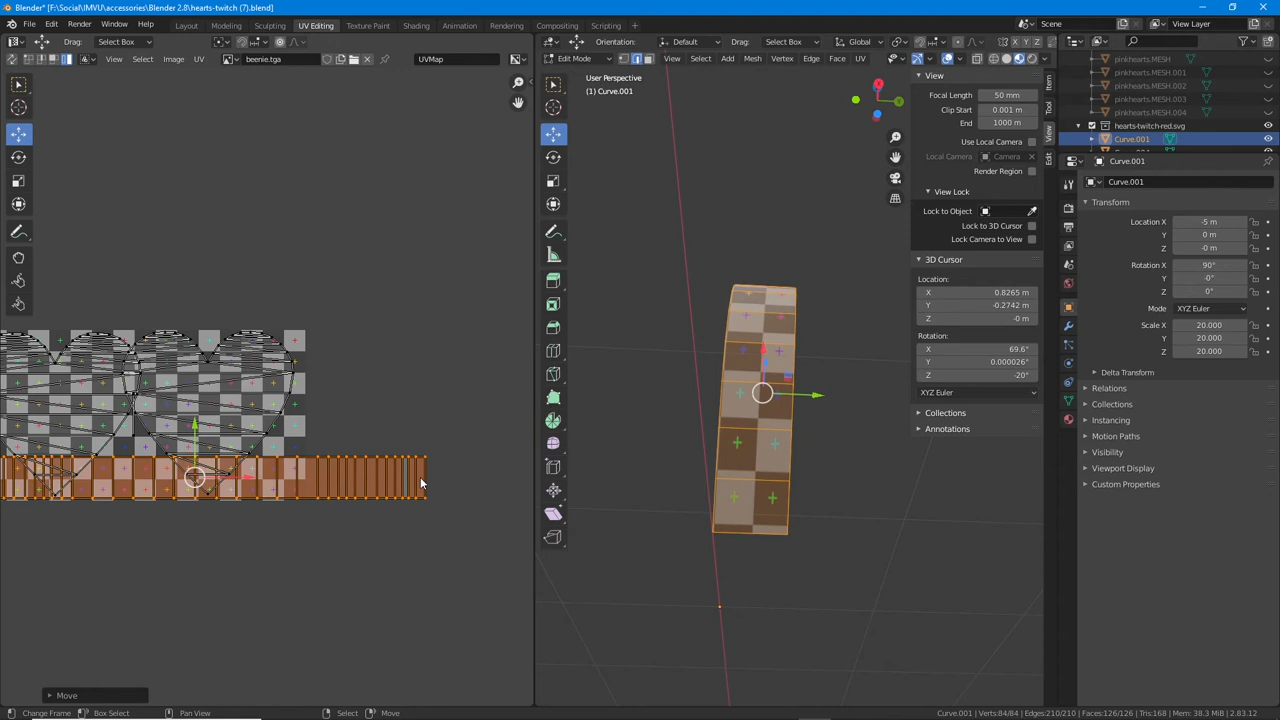 Blender* [F:\Social\IMVU\accessories\Blender 2.8\hearts-twitch (7).blend]
File Edit Render Window Help Layout Modeling Sculpting UV Editing Texture Paint Shading Animation Rendering Compositing Scripting Scene View Layer
Drag: Select Box Orientation: Default Drag: Select Box Global X Y Z Options
View Select Image UV beenie.tga UVMap Edit Mode View Select Add Mesh Vertex Edge Face UV
User Perspective
(1) Curve.001
View
Focal Length 50 mm
Clip Start 0.001 m
End 1000 m
Use Local Camera
Local Camera Camera
Render Region
View Lock
Lock to Object
Lock to 3D Cursor
Lock Camera to View
3D Cursor
Location:
X 0.8265 m
Y -0.2742 m
Z -0 m
Rotation:
X 69.6°
Y 0.000026°
Z -20°
XYZ Euler
Collections
Annotations
Item
Tool
View
Edit
pinkhearts.MESH
pinkhearts.MESH.001
pinkhearts.MESH.002
pinkhearts.MESH.003
pinkhearts.MESH.004
hearts-twitch-red.svg
Curve.001
Curve.001
Curve.001
Transform
Location X -5 m
Y 0 m
Z -0 m
Rotation X 90°
Y -0°
Z 0°
Mode XYZ Euler
Scale X 20.000
Y 20.000
Z 20.000
Delta Transform
Relations
Collections
Instancing
Motion Paths
Visibility
Viewport Display
Custom Properties
Move
Change Frame Box Select Pan View Select Move Curve.001 | Verts:84/84 | Edges:210/210 | Faces:126/126 | Tris:168 | Mem: 38.3 MiB | 2.83.12